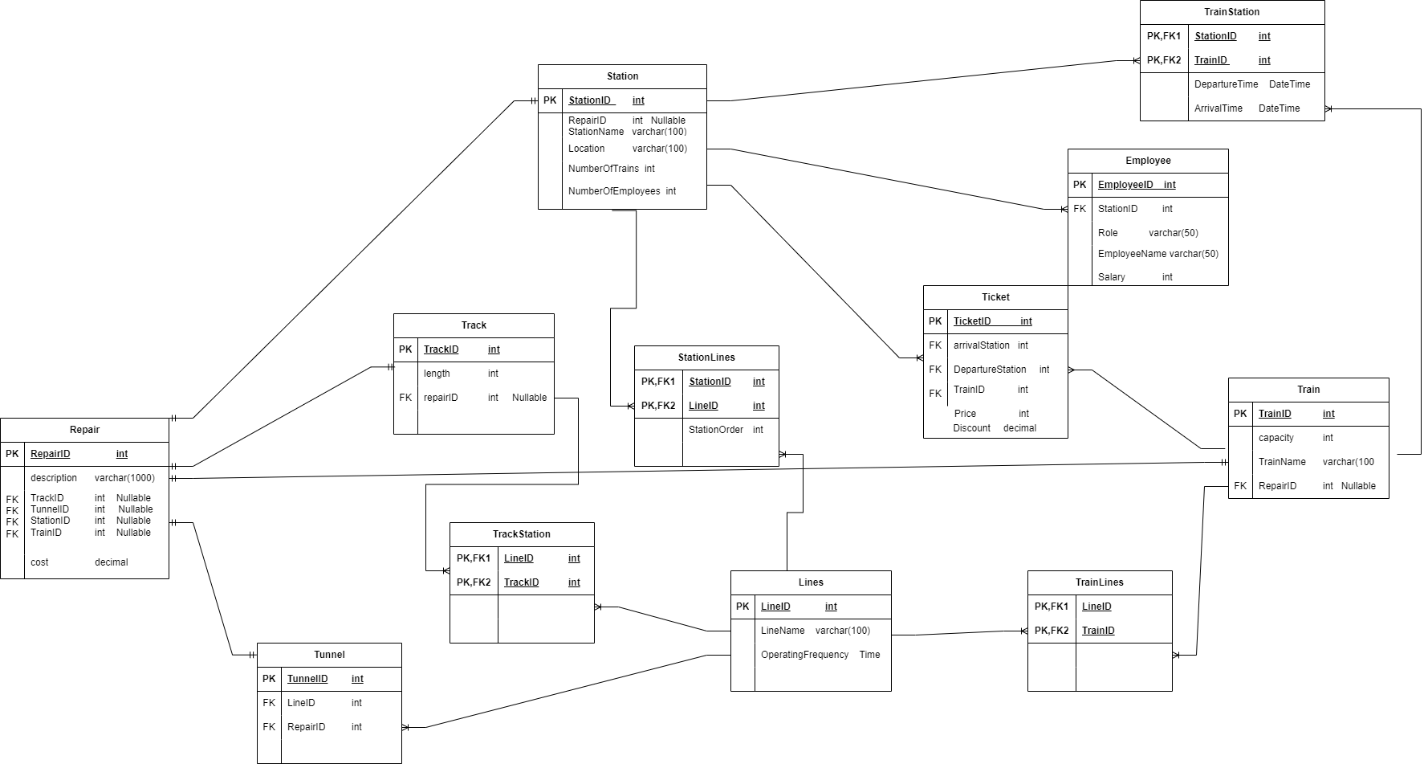 TrainStation
PK,FK1 StationID int
PK,FK2 TrainID int
DepartureTime DateTime
ArrivalTime DateTime
Station
PK StationID int
RepairID int Nullable
StationName varchar(100)
Location varchar(100)
NumberOfTrains int
NumberOfEmployees int
Employee
PK EmployeeID int
FK StationID int
Role varchar(50)
EmployeeName varchar(50)
Salary int
Ticket
PK TicketID int
FK arrivalStation int
FK DepartureStation int
FK TrainID int
Price int
Discount decimal
Track
PK TrackID int
length int
FK repairID int Nullable
StationLines
PK,FK1 StationID int
PK,FK2 LineID int
StationOrder int
Train
PK TrainID int
capacity int
TrainName varchar(100
FK RepairID int Nullable
Repair
PK RepairID int
description varchar(1000)
FK TrackID int Nullable
FK TunnelID int Nullable
FK StationID int Nullable
FK TrainID int Nullable
cost decimal
TrackStation
PK,FK1 LineID int
PK,FK2 TrackID int
Lines
PK LineID int
LineName varchar(100)
OperatingFrequency Time
TrainLines
PK,FK1 LineID
PK,FK2 TrainID
Tunnel
PK TunnelID int
FK LineID int
FK RepairID int